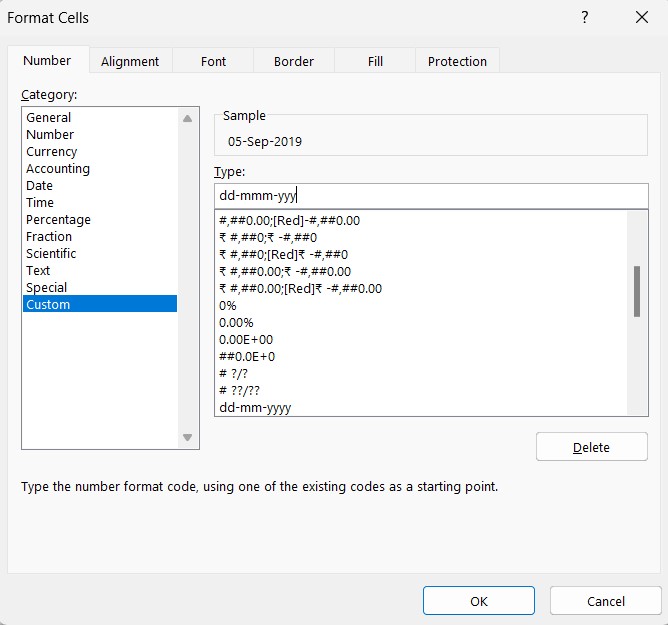 Format Cells
?
Number
Alignment
Font
Border
Fill
Protection
Category:
General
Number
Currency
Accounting
Date
Time
Percentage
Fraction
Scientific
Text
Special
Custom
Sample
05-Sep-2019
Type:
dd-mmm-yyy
#,##0.00;[Red]-#,##0.00
₹ #,##0;₹ -#,##0
₹ #,##0;[Red]₹ -#,##0
₹ #,##0.00;₹ -#,##0.00
₹ #,##0.00;[Red]₹ -#,##0.00
0%
0.00%
0.00E+00
##0.0E+0
# ?/?
# ??/??
dd-mm-yyyy
Delete
Type the number format code, using one of the existing codes as a starting point.
OK
Cancel